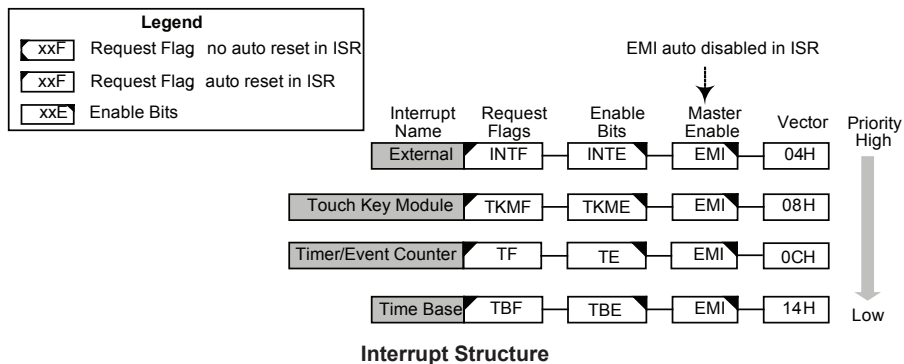 Legend
xxF Request Flag no auto reset in ISR
xxF Request Flag auto reset in ISR
xxE Enable Bits
EMI auto disabled in ISR
Interrupt Name Request Flags Enable Bits Master Enable Vector Priority
High
External INTF INTE EMI 04H
Touch Key Module TKMF TKME EMI 08H
Timer/Event Counter TF TE EMI 0CH
Time Base TBF TBE EMI 14H
Low
Interrupt Structure